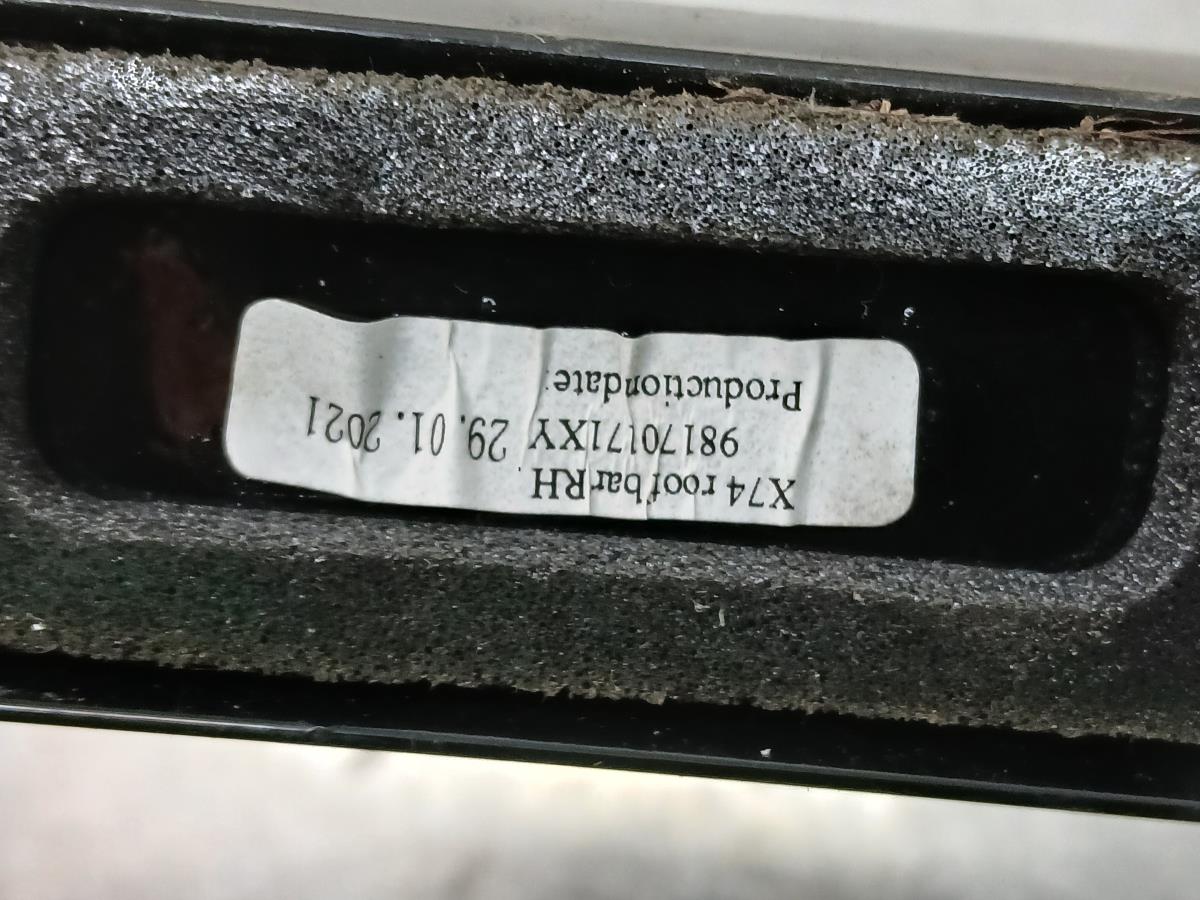 X74 roof bar RH
98170171XY 29.01.2021
Productiondate: